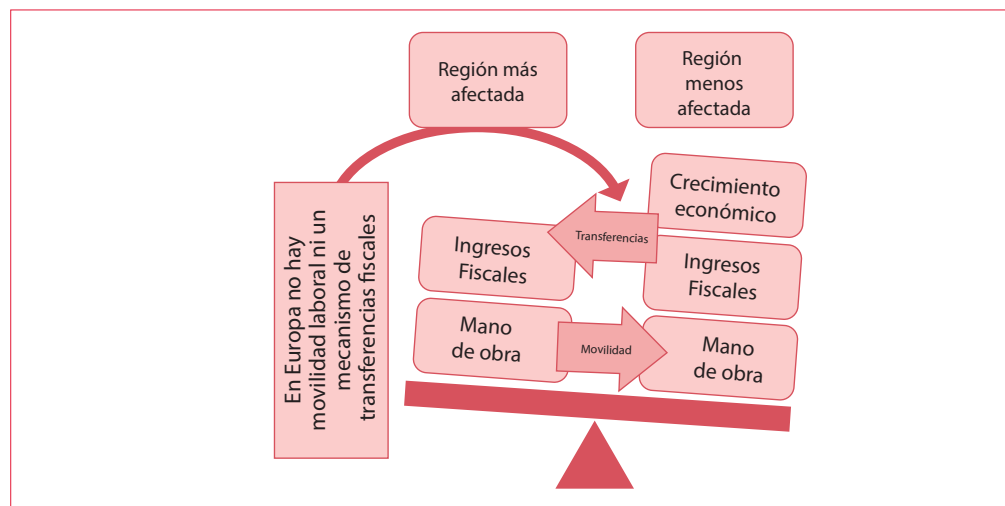 Región más
afectada
Región
menos
afectada
En Europa no hay
movilidad laboral ni un
mecanismo de
transferencias fiscales
Crecimiento
económico
Transferencias
Ingresos
Fiscales
Ingresos
Fiscales
Mano
de obra
Movilidad
Mano
de obra